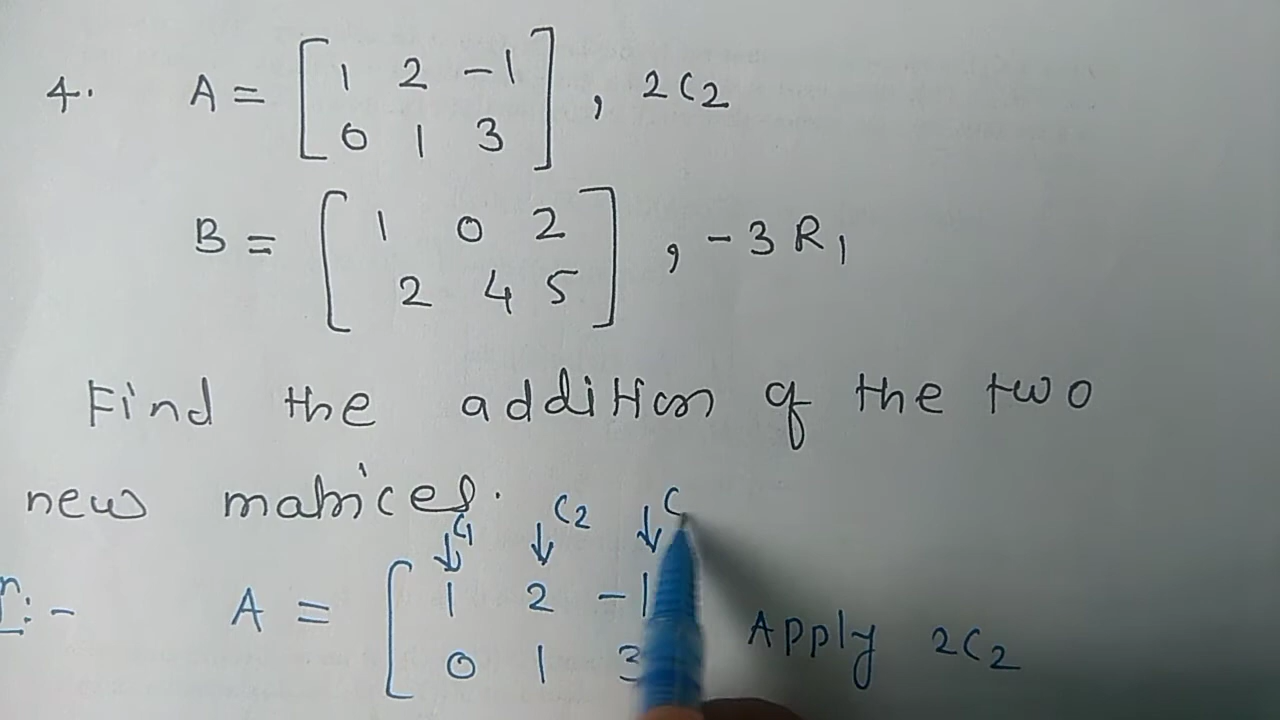 4. A = [ 1 2 -1 ] , 2C2
[ 0 1 3 ]
B = [ 1 0 2 ] , -3R1
[ 2 4 5 ]
Find the addition of the two
new matrices.
C1 C2 C
A = [ 1 2 -1
0 1 3
Apply 2C2